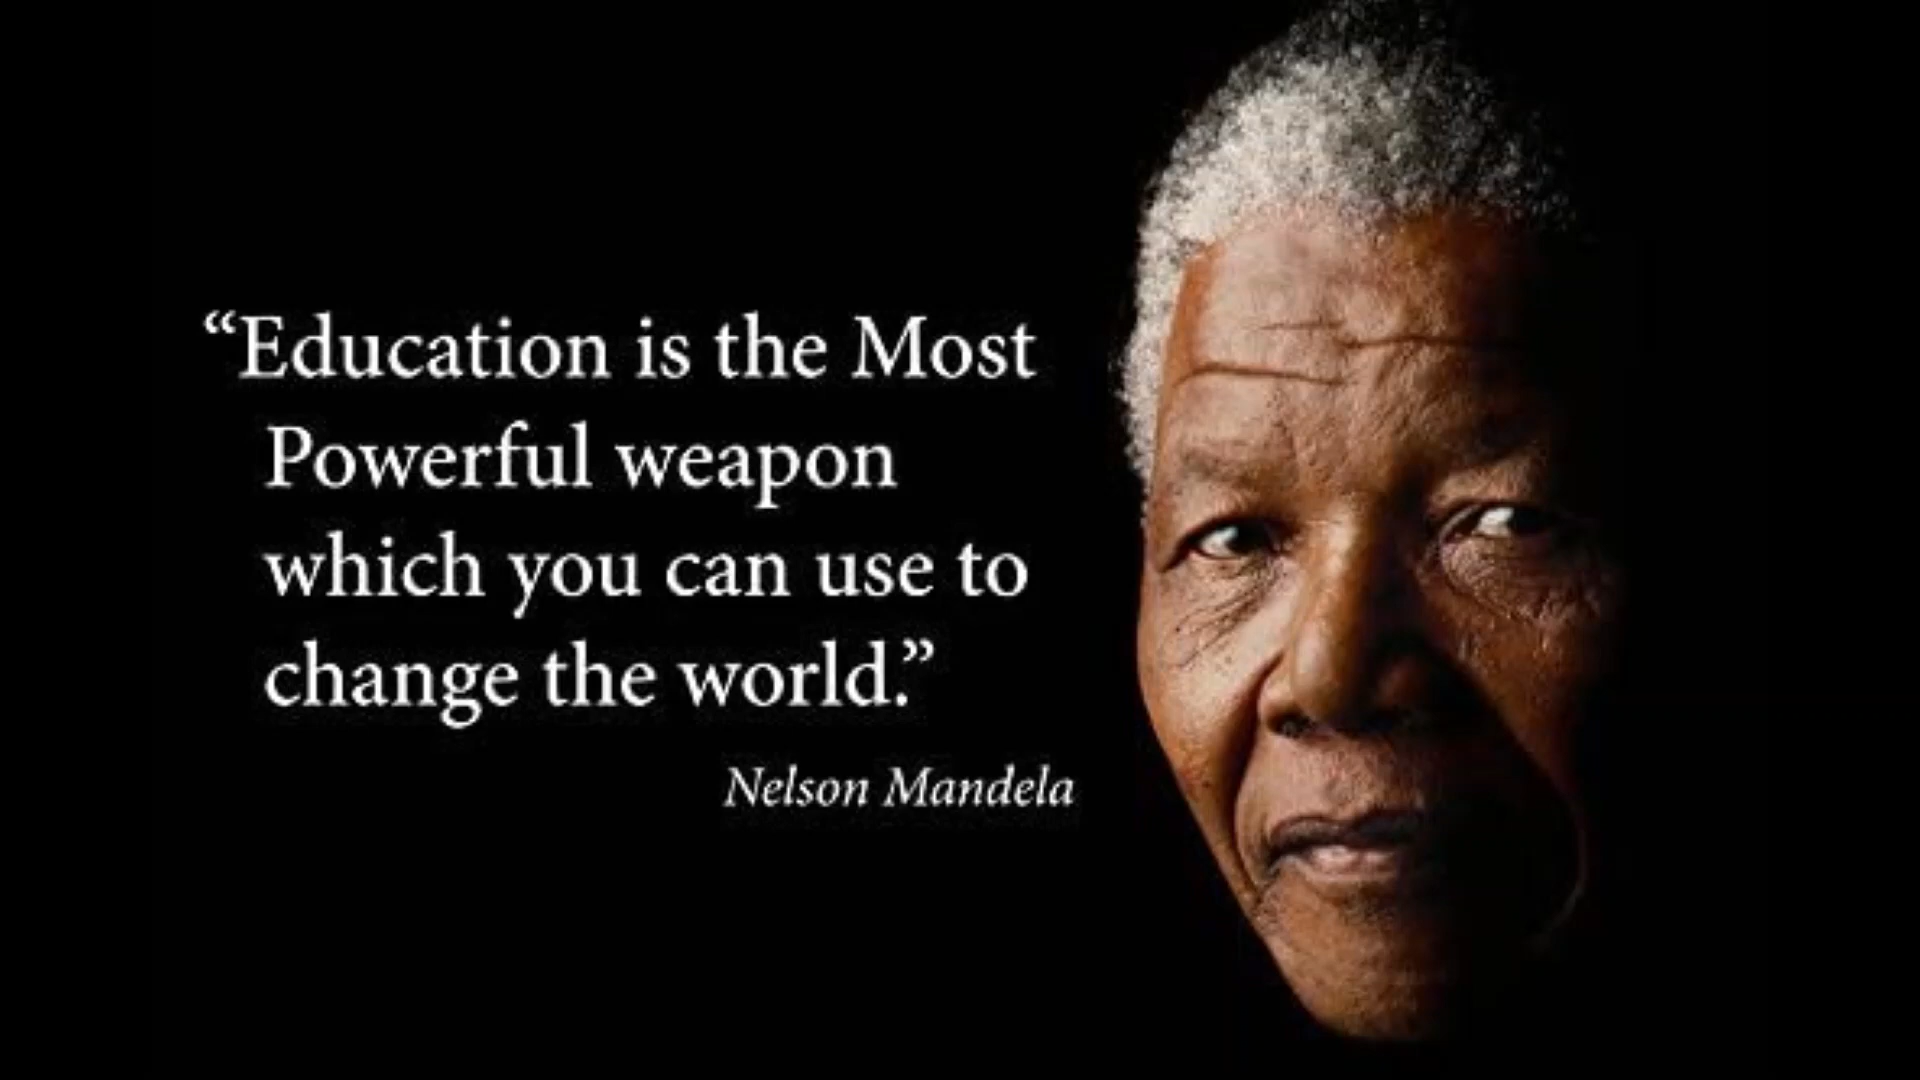 “Education is the Most
Powerful weapon
which you can use to
change the world.”
Nelson Mandela